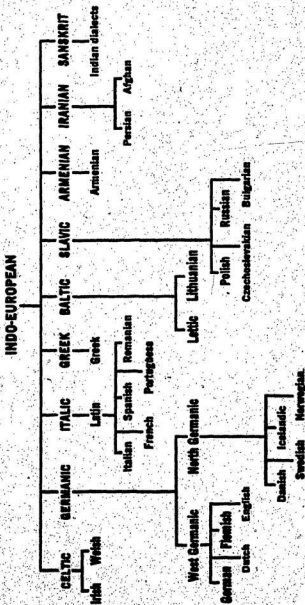 INDO-EUROPEAN
CELTIC GERMANIC ITALIC GREEK BALTIC SLAVIC ARMENIAN IRANIAN SANSKRIT
Irish Welsh
Latin
Greek
Armenian
Indian dialects
Persian Afghan
Italian Spanish Romanian
French Portuguese
Lettic Lithuanian
Polish Russian
Czechoslovakian Bulgarian
West Germanic North Germanic
German Flemish
Dutch English
Danish Icelandic
Swedish Norwegian